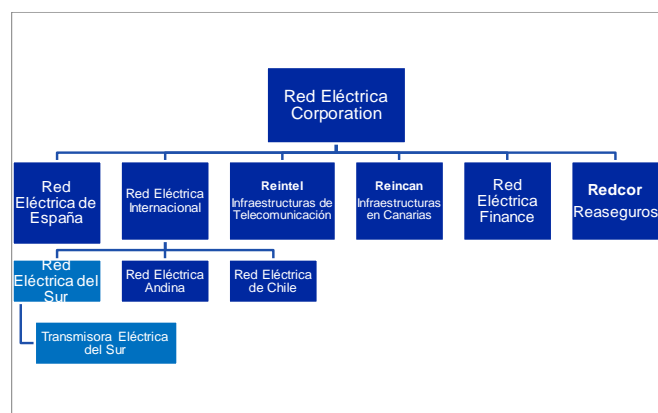 Red Eléctrica
Corporation
Red
Eléctrica de
España
Red Eléctrica
Internacional
Reintel
Infraestructuras de
Telecomunicación
Reincan
Infraestructuras
en Canarias
Red
Eléctrica
Finance
Redcor
Reaseguros
Red
Eléctrica del
Sur
Red Eléctrica
Andina
Red Eléctrica
de Chile
Transmisora Eléctrica
del Sur